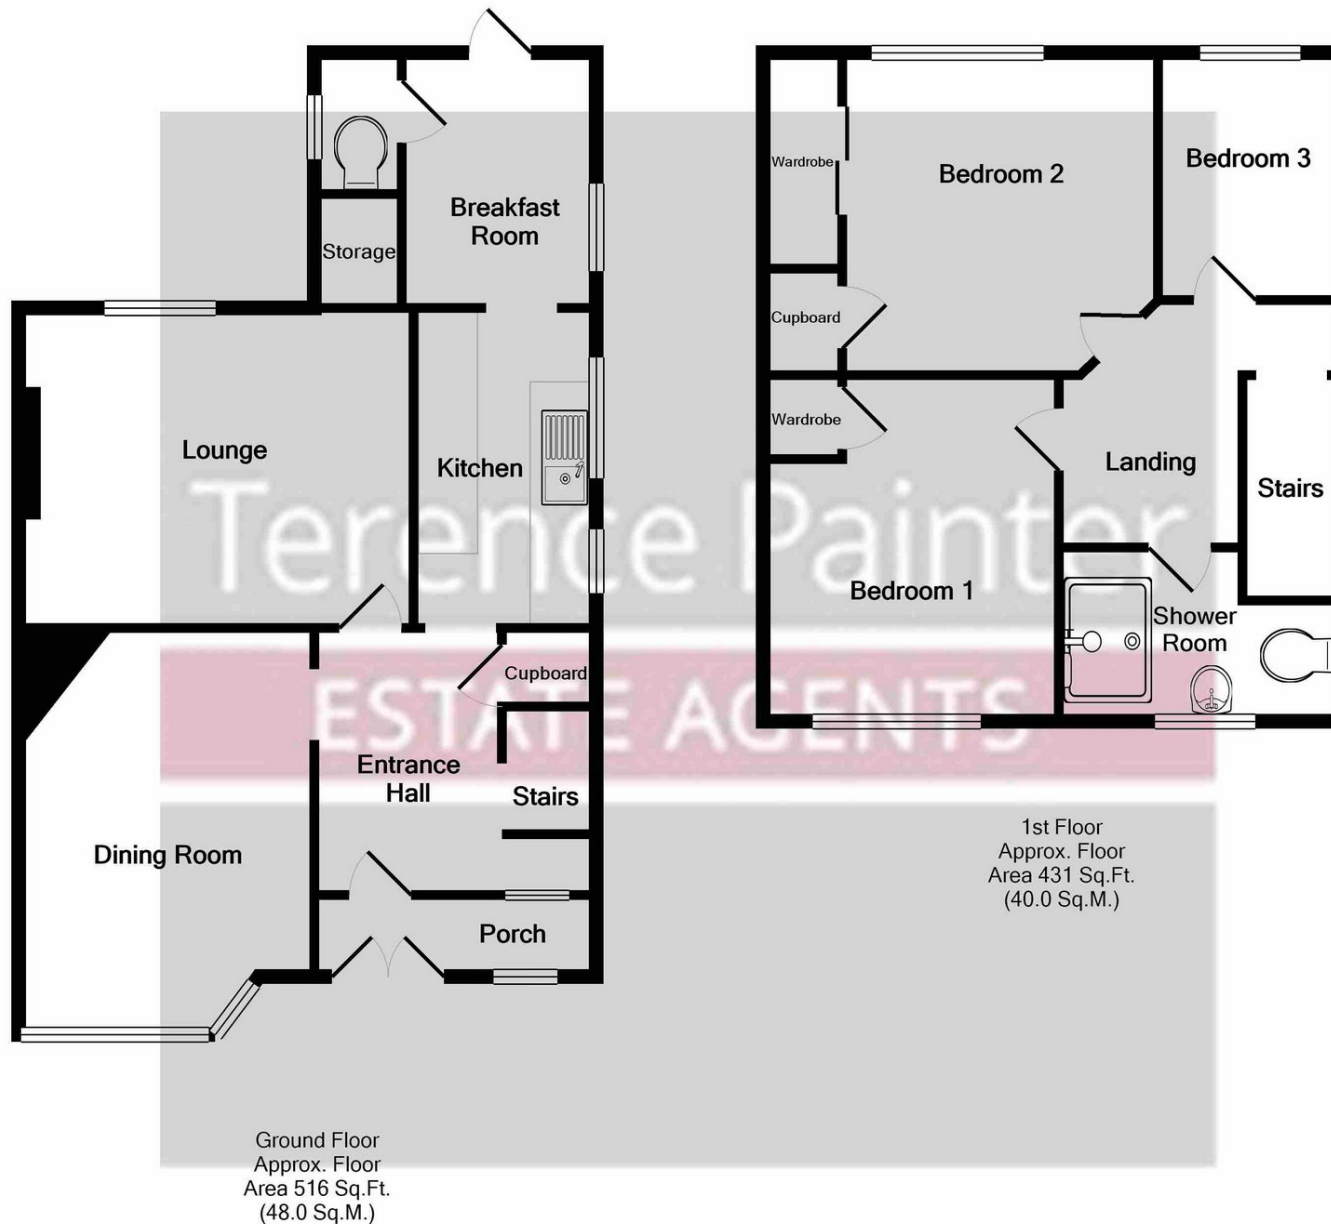 Wardrobe
Bedroom 2
Bedroom 3
Breakfast
Room
Storage
Cupboard
Wardrobe
Lounge
Kitchen
Landing
Stairs
Terence Painter
Bedroom 1
Shower
Room
Cupboard
ESTATE AGENTS
Entrance
Hall
Stairs
Dining Room
Porch
1st Floor
Approx. Floor
Area 431 Sq.Ft.
(40.0 Sq.M.)
Ground Floor
Approx. Floor
Area 516 Sq.Ft.
(48.0 Sq.M.)